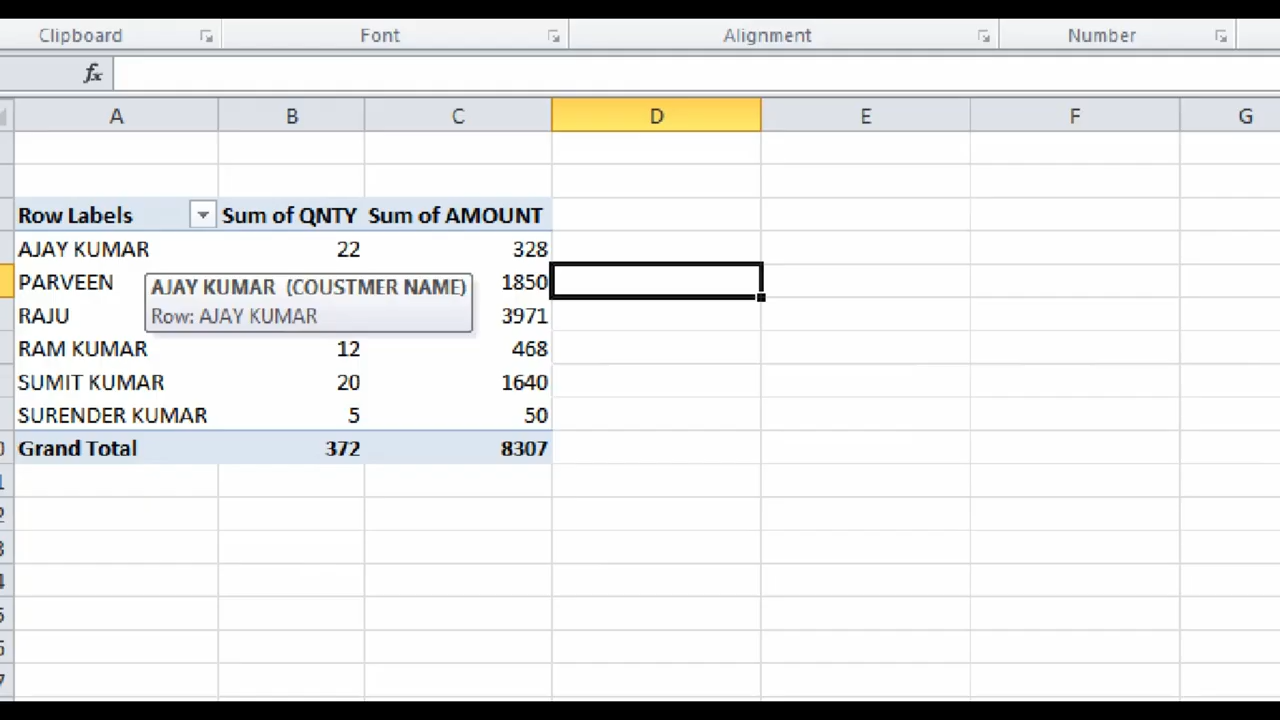 Clipboard Font Alignment Number
fx
A B C D E F G
Row Labels Sum of QNTY Sum of AMOUNT
AJAY KUMAR 22 328
PARVEEN 1850
AJAY KUMAR (COUSTMER NAME)
Row: AJAY KUMAR
RAJU 3971
RAM KUMAR 12 468
SUMIT KUMAR 20 1640
SURENDER KUMAR 5 50
Grand Total 372 8307